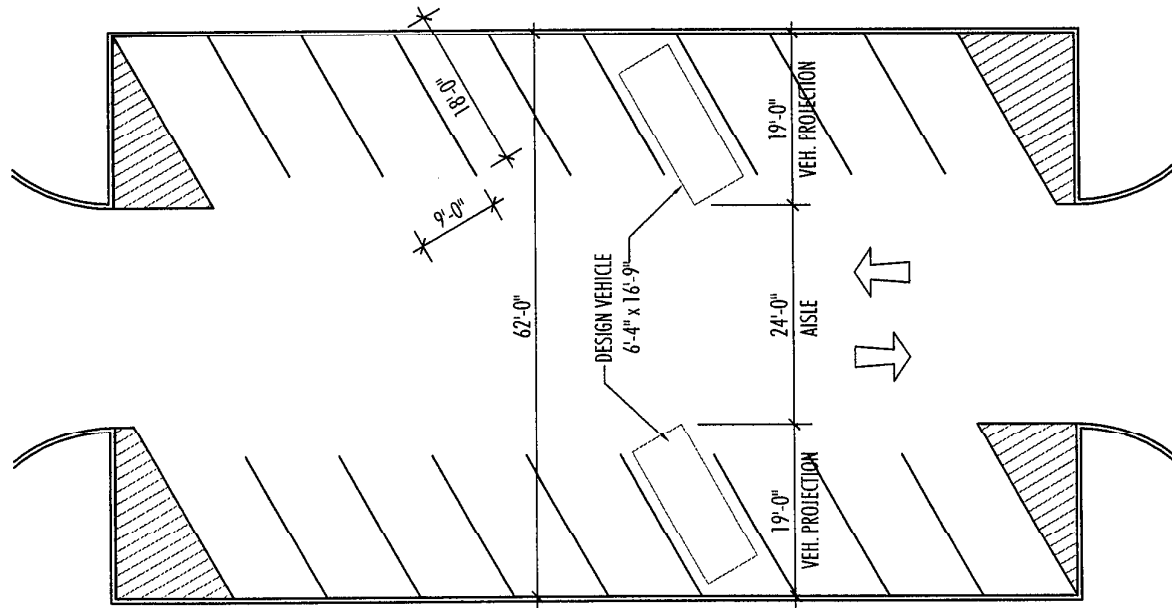 18'-0"
9'-0"
62'-0"
DESIGN VEHICLE
6'-4" x 16'-9"
19'-0"
VEH. PROJECTION
24'-0"
AISLE
19'-0"
VEH. PROJECTION